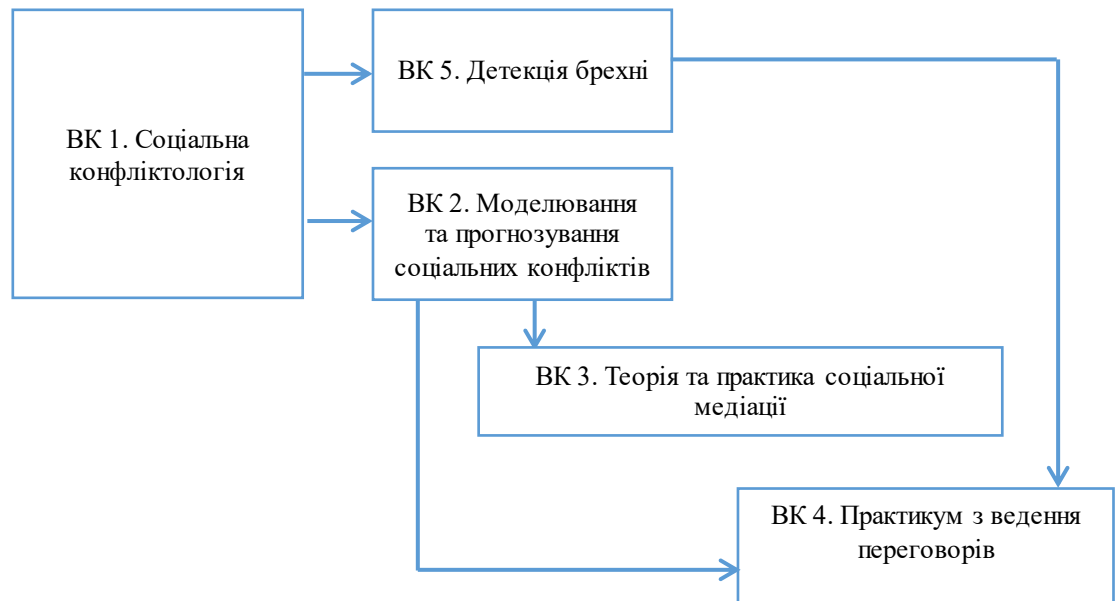 ВК 1. Соціальна
конфліктологія
ВК 5. Детекція брехні
ВК 2. Моделювання
та прогнозування
соціальних конфліктів
ВК 3. Теорія та практика соціальної
медіації
ВК 4. Практикум з ведення
переговорів